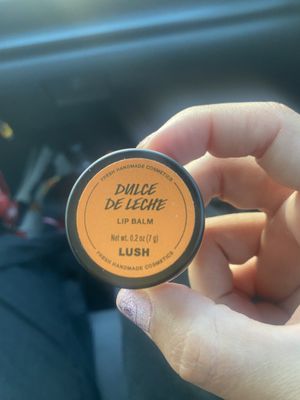 FRESH HANDMADE COSMETICS
DULCE
DE LECHE
LIP BALM
Net wt. 0.2 oz (7 g)
LUSH
FRESH HANDMADE COSMETICS